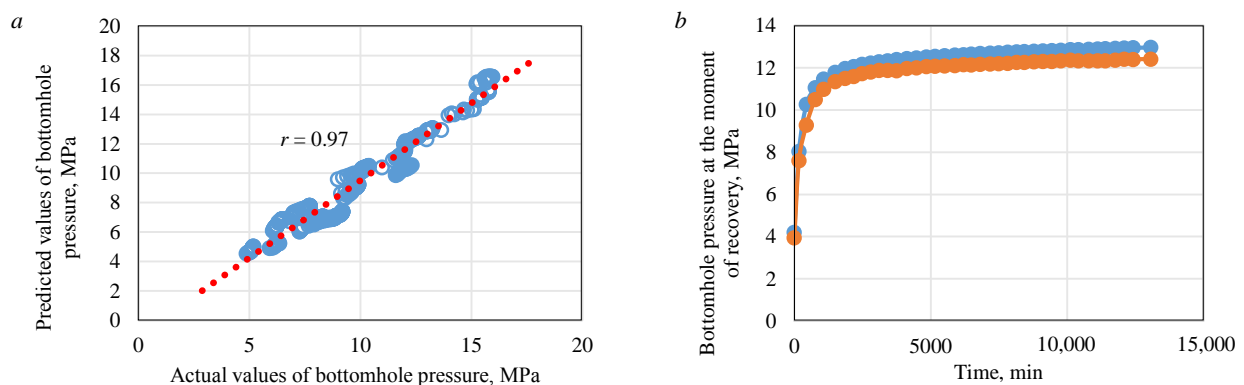 a
Predicted values of bottomhole
pressure, MPa
20
18
16
14
12
10
8
6
4
2
0
r = 0.97
0 5 10 15 20
Actual values of bottomhole pressure, MPa
b
Bottomhole pressure at the moment
of recovery, MPa
14
12
10
8
6
4
2
0
0 5000 10,000 15,000
Time, min